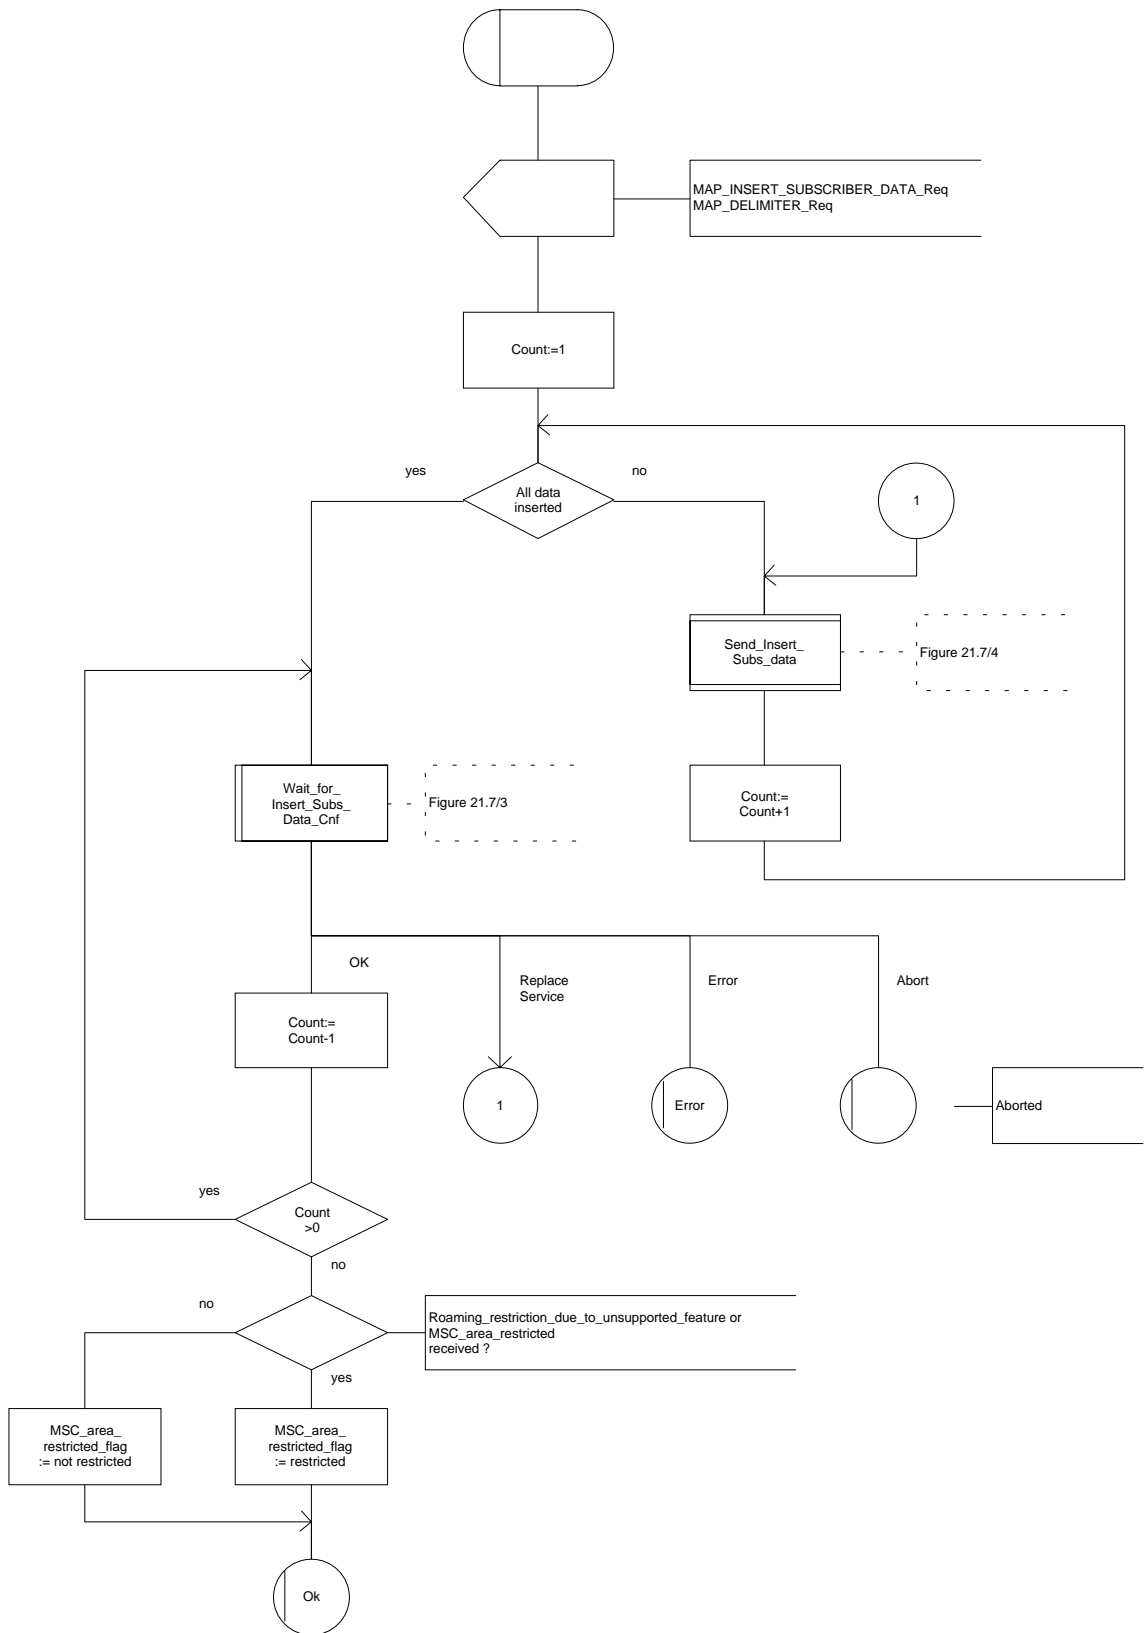 MAP_INSERT_SUBSCRIBER_DATA_Req
MAP_DELIMITER_Req
Count:=1
yes
no
All data
inserted
1
Send_Insert_
Subs_data
Figure 21.7/4
Wait_for_
Insert_Subs_
Data_Cnf
Figure 21.7/3
Count:=
Count+1
OK
Replace
Service
Error
Abort
Count:=
Count-1
1
Error
Aborted
yes
Count
>0
no
no
Roaming_restriction_due_to_unsupported_feature or
MSC_area_restricted
received ?
yes
MSC_area_
restricted_flag
:= not restricted
MSC_area_
restricted_flag
:= restricted
Ok